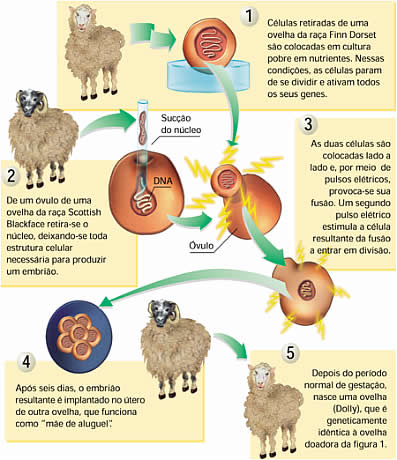 1
Células retiradas de uma
ovelha da raça Finn Dorset
são colocadas em cultura
pobre em nutrientes. Nessas
condições, as células param
de se dividir e ativam todos
os seus genes.
2
De um óvulo de uma
ovelha da raça Scottish
Blackface retira-se o
núcleo, deixando-se toda
estrutura celular
necessária para produzir
um embrião.
Sucção
do núcleo
DNA
Óvulo
3
As duas células são
colocadas lado a
lado e, por meio de
pulsos elétricos,
provoca-se sua
fusão. Um segundo
pulso elétrico
estimula a célula
resultante da fusão
a entrar em divisão.
4
Após seis dias, o embrião
resultante é implantado no útero
de outra ovelha, que funciona
como “mãe de aluguel”.
5
Depois do período
normal de gestação,
nasce uma ovelha
(Dolly), que é
geneticamente
idêntica à ovelha
doadora da figura 1.